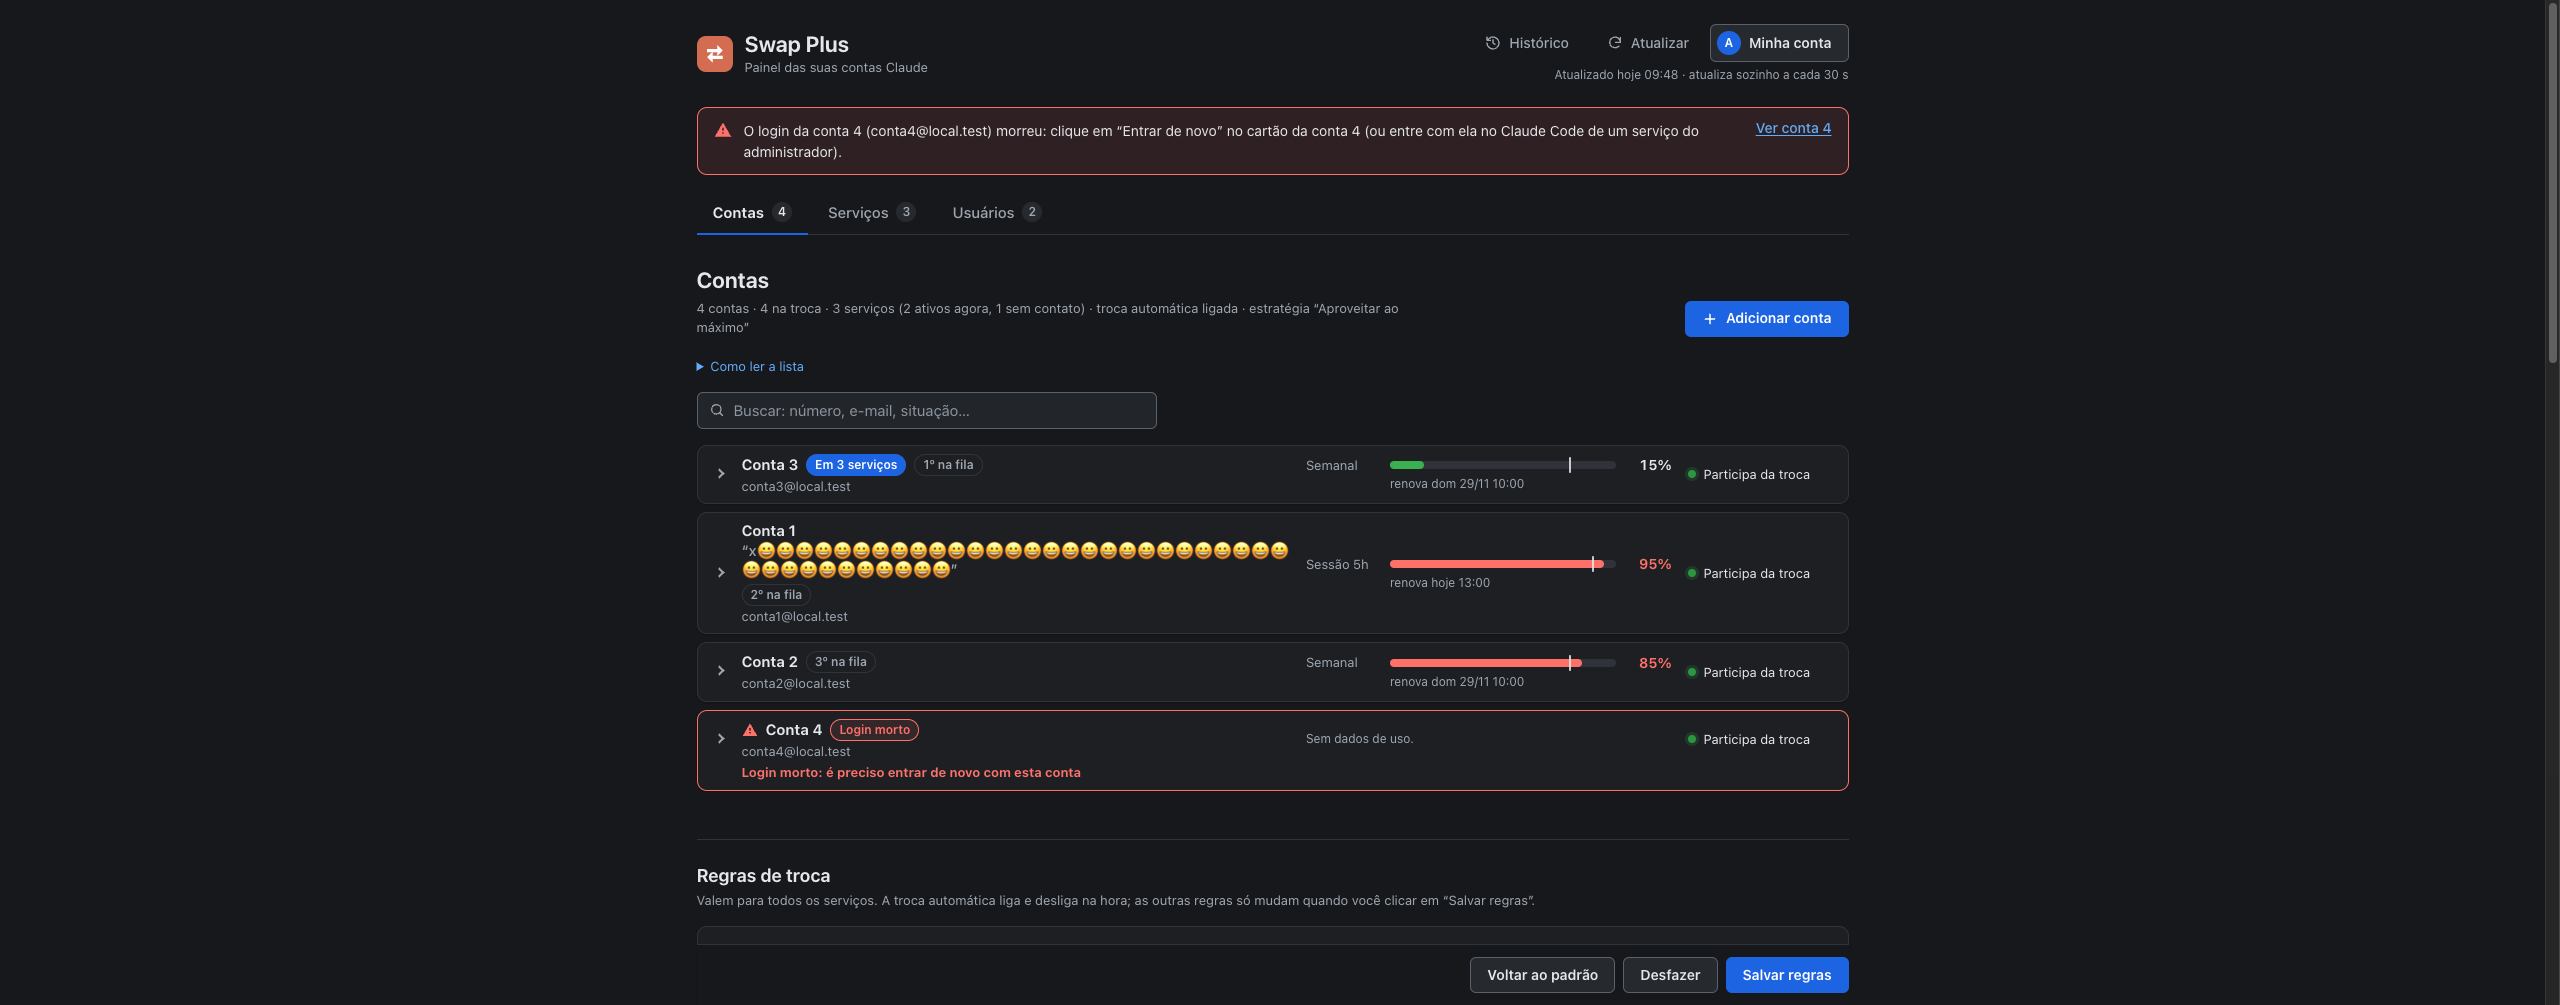 Swap Plus
Painel das suas contas Claude
Histórico
Atualizar
A Minha conta
Atualizado hoje 09:48 · atualiza sozinho a cada 30 s
O login da conta 4 (conta4@local.test) morreu: clique em “Entrar de novo” no cartão da conta 4 (ou entre com ela no Claude Code de um serviço do
administrador).
Ver conta 4
Contas 4
Serviços 3
Usuários 2
Contas
4 contas · 4 na troca · 3 serviços (2 ativos agora, 1 sem contato) · troca automática ligada · estratégia “Aproveitar ao
máximo”
+ Adicionar conta
Como ler a lista
Buscar: número, e-mail, situação...
Conta 3 Em 3 serviços 1º na fila
conta3@local.test
Semanal
15%
renova dom 29/11 10:00
Participa da troca
Conta 1
“x😀😀😀😀😀😀😀😀😀😀😀😀😀😀😀😀😀😀😀😀😀😀😀😀😀😀😀😀
😀😀😀😀😀😀😀😀😀😀😀”
2º na fila
conta1@local.test
Sessão 5h
95%
renova hoje 13:00
Participa da troca
Conta 2 3º na fila
conta2@local.test
Semanal
85%
renova dom 29/11 10:00
Participa da troca
Conta 4 Login morto
conta4@local.test
Login morto: é preciso entrar de novo com esta conta
Sem dados de uso.
Participa da troca
Regras de troca
Valem para todos os serviços. A troca automática liga e desliga na hora; as outras regras só mudam quando você clicar em “Salvar regras”.
Voltar ao padrão
Desfazer
Salvar regras